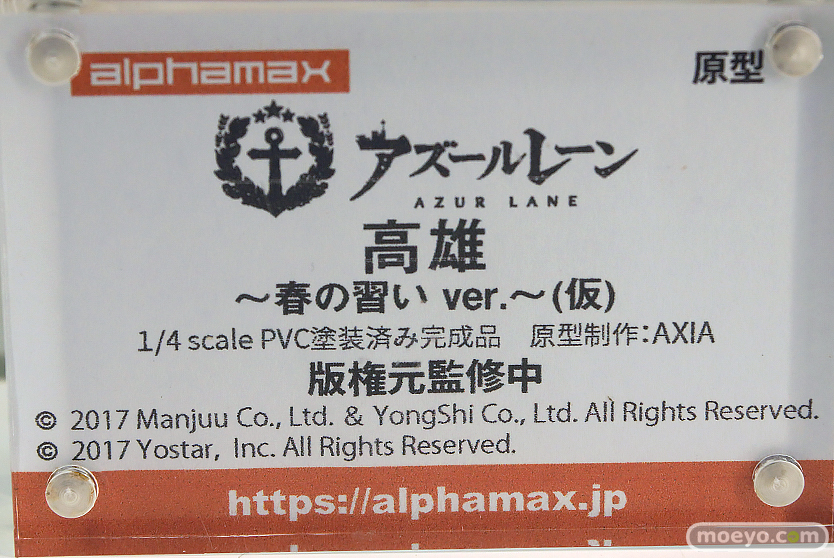 alphamax
原型
アズールレーン
AZUR LANE
高雄
～春の習い ver.～(仮)
1/4 scale PVC塗装済み完成品　原型制作：AXIA
版権元監修中
© 2017 Manjuu Co., Ltd. & YongShi Co., Ltd. All Rights Reserved.
© 2017 Yostar, Inc. All Rights Reserved.
https://alphamax.jp
moeyo.com